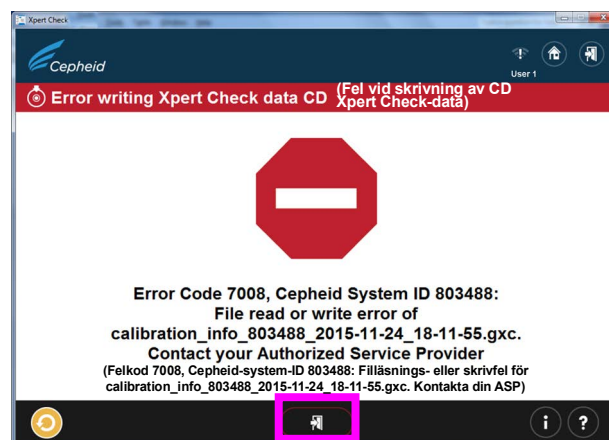 Xpert Check
Cepheid
User 1
Error writing Xpert Check data CD (Fel vid skrivning av CD
Xpert Check-data)
Error Code 7008, Cepheid System ID 803488:
File read or write error of
calibration_info_803488_2015-11-24_18-11-55.gxc.
Contact your Authorized Service Provider
(Felkod 7008, Cepheid-system-ID 803488: Filläsnings- eller skrivfel för
calibration_info_803488_2015-11-24_18-11-55.gxc. Kontakta din ASP)
i ?